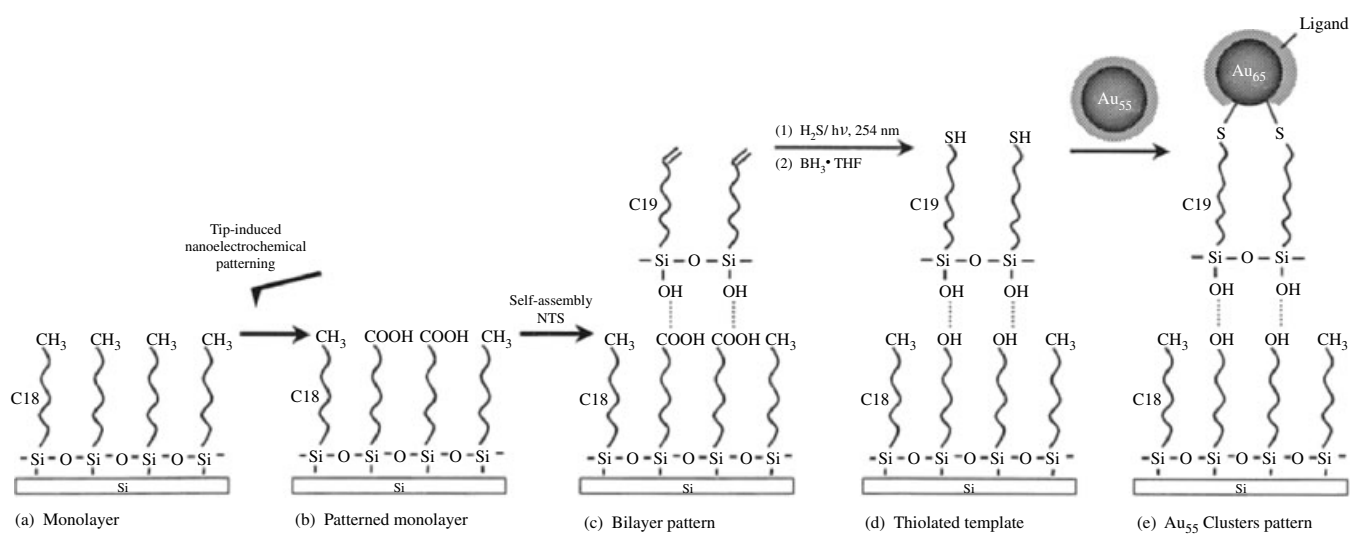 Ligand
Au55
Au65
(1) H2S/ hν, 254 nm
(2) BH3• THF
SH SH
S S
C19
C19
C19
Tip-induced
nanoelectrochemical
patterning
Si – O – Si
Si – O – Si
Si – O – Si
OH OH
OH OH
OH OH
Self-assembly
NTS
CH3 CH3 CH3 CH3
CH3 COOH COOH CH3
CH3 COOH COOH CH3
CH3 OH OH CH3
CH3 OH OH CH3
C18
C18
C18
C18
C18
Si – O – Si – O – Si – O – Si
Si – O – Si – O – Si – O – Si
Si – O – Si – O – Si – O – Si
Si – O – Si – O – Si – O – Si
Si – O – Si – O – Si – O – Si
Si
Si
Si
Si
Si
(a) Monolayer
(b) Patterned monolayer
(c) Bilayer pattern
(d) Thiolated template
(e) Au55 Clusters pattern